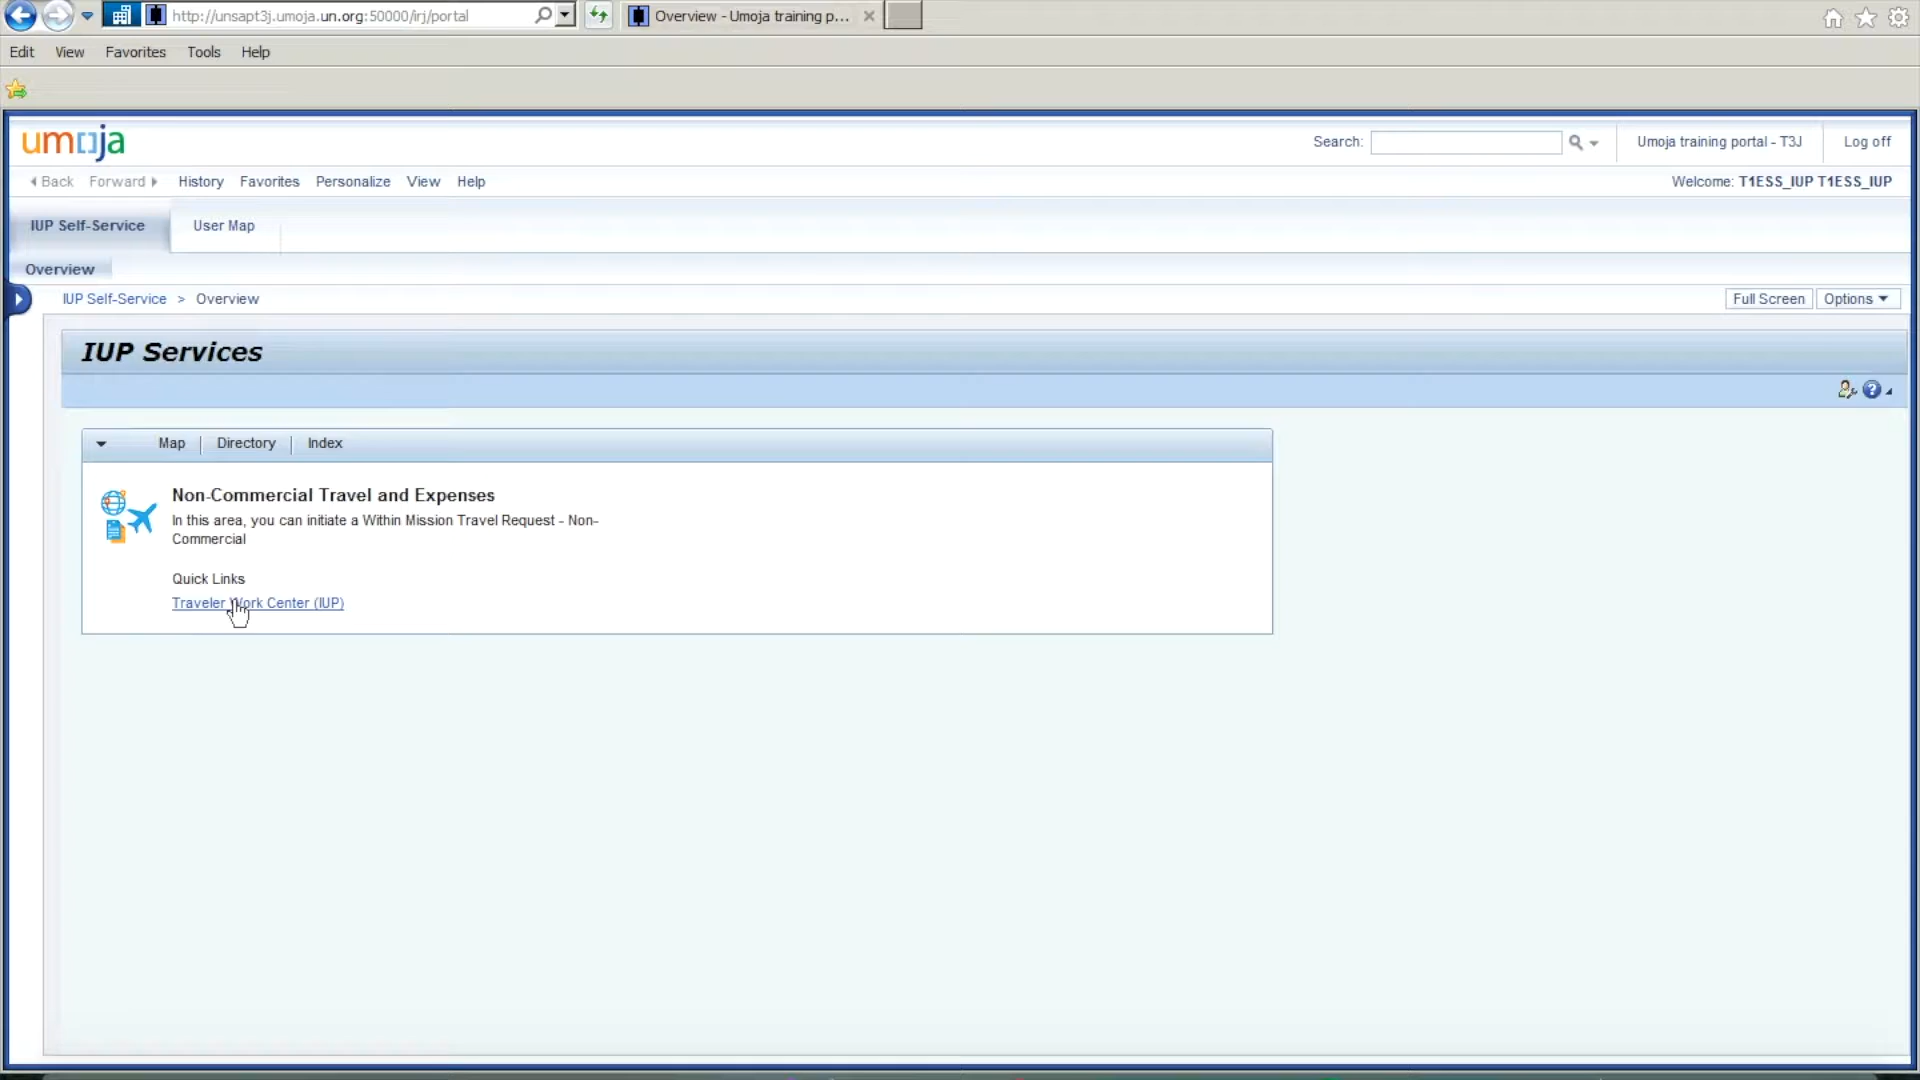 http://unsapt3j.umoja.un.org:50000/irj/portal
Overview - Umoja training p...
Edit View Favorites Tools Help
umoja
Search:
Umoja training portal - T3J
Log off
Back Forward History Favorites Personalize View Help
Welcome: T1ESS_IUP T1ESS_IUP
IUP Self-Service User Map
Overview
IUP Self-Service > Overview
Full Screen Options
IUP Services
Map Directory Index
Non-Commercial Travel and Expenses
In this area, you can initiate a Within Mission Travel Request - Non-
Commercial
Quick Links
Traveler Work Center (IUP)